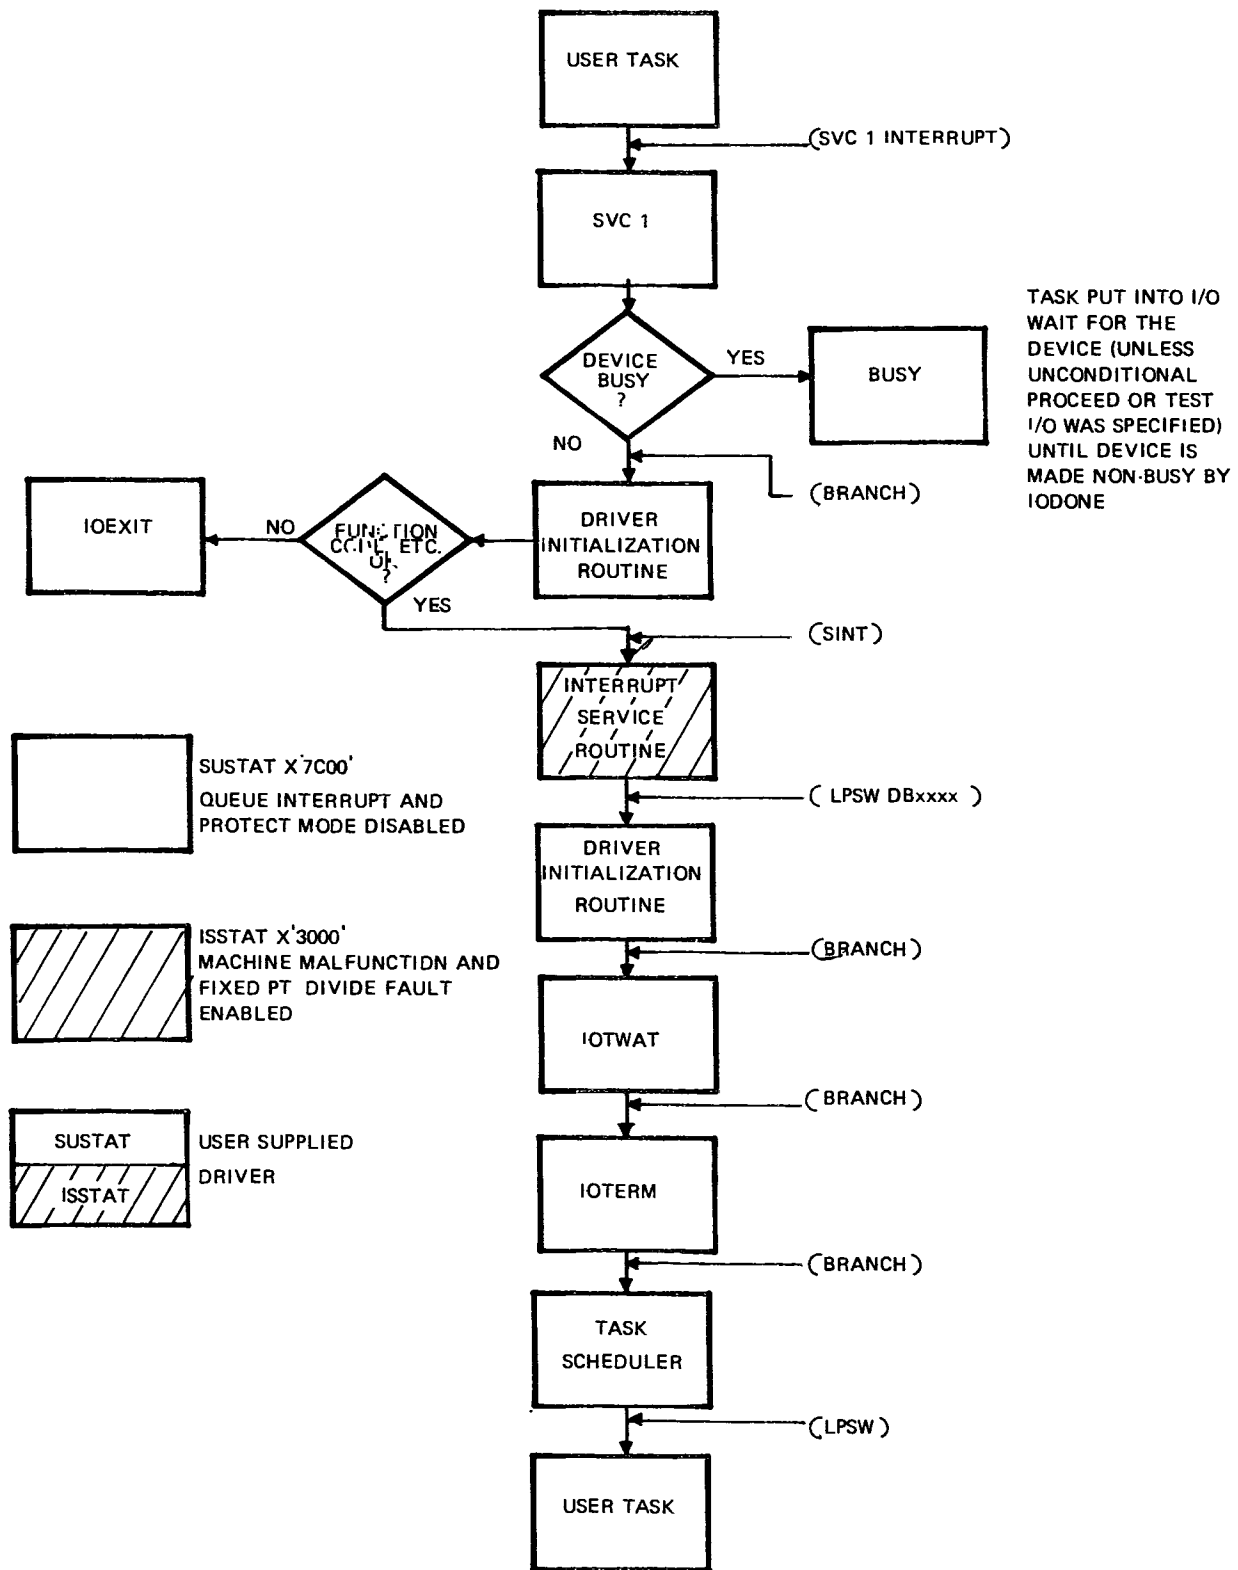 USER TASK
(SVC 1 INTERRUPT)
SVC 1
DEVICE
BUSY
?
YES
BUSY
TASK PUT INTO I/O
WAIT FOR THE
DEVICE (UNLESS
UNCONDITIONAL
PROCEED OR TEST
I/O WAS SPECIFIED)
UNTIL DEVICE IS
MADE NON-BUSY BY
IODONE
NO
(BRANCH)
DRIVER
INITIALIZATION
ROUTINE
FUNCTION
ETC.
?
NO
IOEXIT
YES
(SINT)
INTERRUPT
SERVICE
ROUTINE
SUSTAT X'7C00'
QUEUE INTERRUPT AND
PROTECT MODE DISABLED
(LPSW DBxxxx)
DRIVER
INITIALIZATION
ROUTINE
ISSTAT X'3000'
MACHINE MALFUNCTION AND
FIXED PT DIVIDE FAULT
ENABLED
(BRANCH)
IOTWAT
(BRANCH)
SUSTAT
ISSTAT
USER SUPPLIED
DRIVER
IOTERM
(BRANCH)
TASK
SCHEDULER
(LPSW)
USER TASK